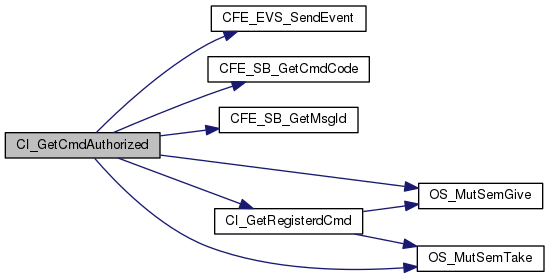 CFE_EVS_SendEvent
CFE_SB_GetCmdCode
CFE_SB_GetMsgId
CI_GetCmdAuthorized
OS_MutSemGive
CI_GetRegisterdCmd
OS_MutSemTake